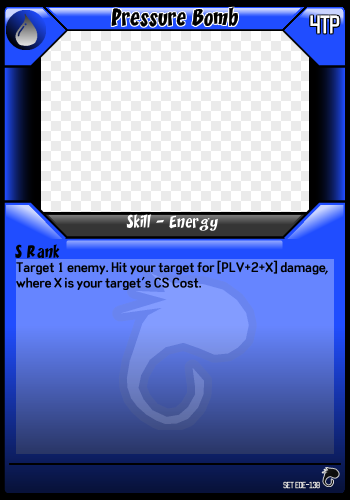 Pressure Bomb
4TP
Skill - Energy
S Rank
Target 1 enemy. Hit your target for [PLV+2+X] damage,
where X is your target's CS Cost.
SET EDE-138